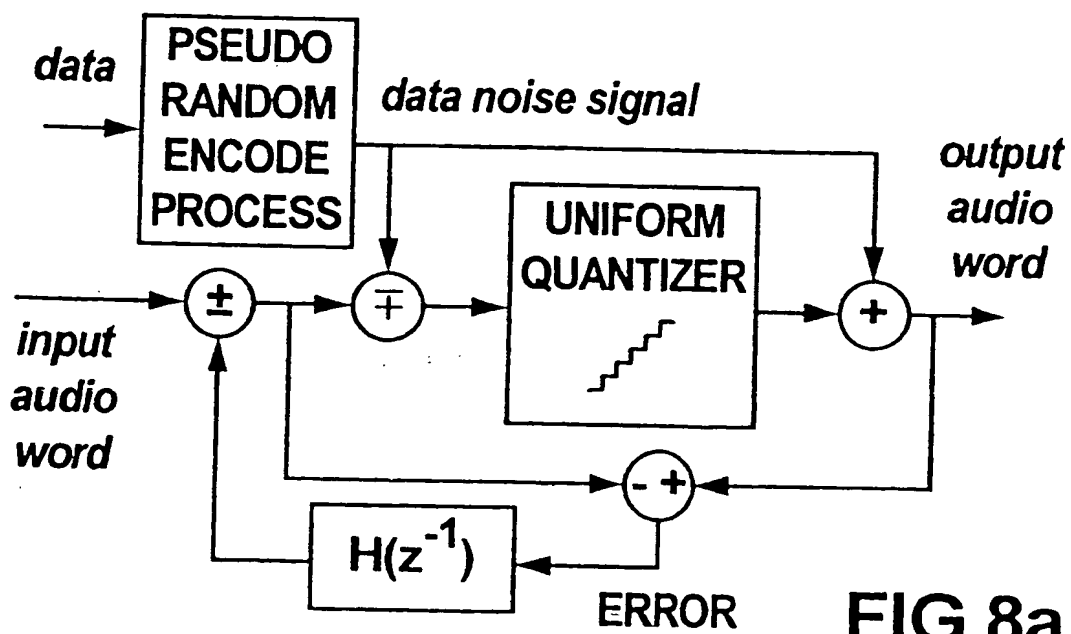 data
PSEUDO
RANDOM
ENCODE
PROCESS
data noise signal
output
audio
word
UNIFORM
QUANTIZER
±
∓
+
input
audio
word
- +
H(z⁻¹)
ERROR
FIG 8a